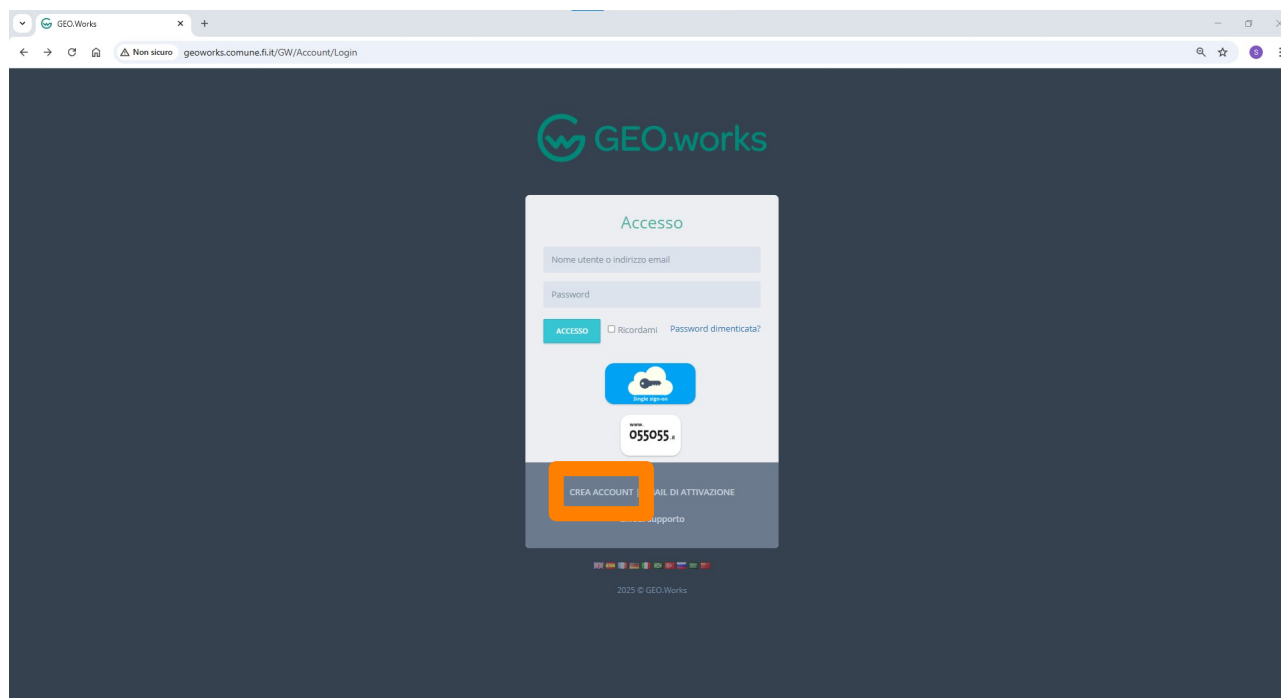 GEO.Works
Non sicuro geoworks.comune.fi.it/GW/Account/Login
S
GEO.works
Accesso
Nome utente o indirizzo email
Password
ACCESSO Ricordami Password dimenticata?
Single sign-on
www.
055055.it
CREA ACCOUNT | AIL DI ATTIVAZIONE
supporto
2025 © GEO.Works